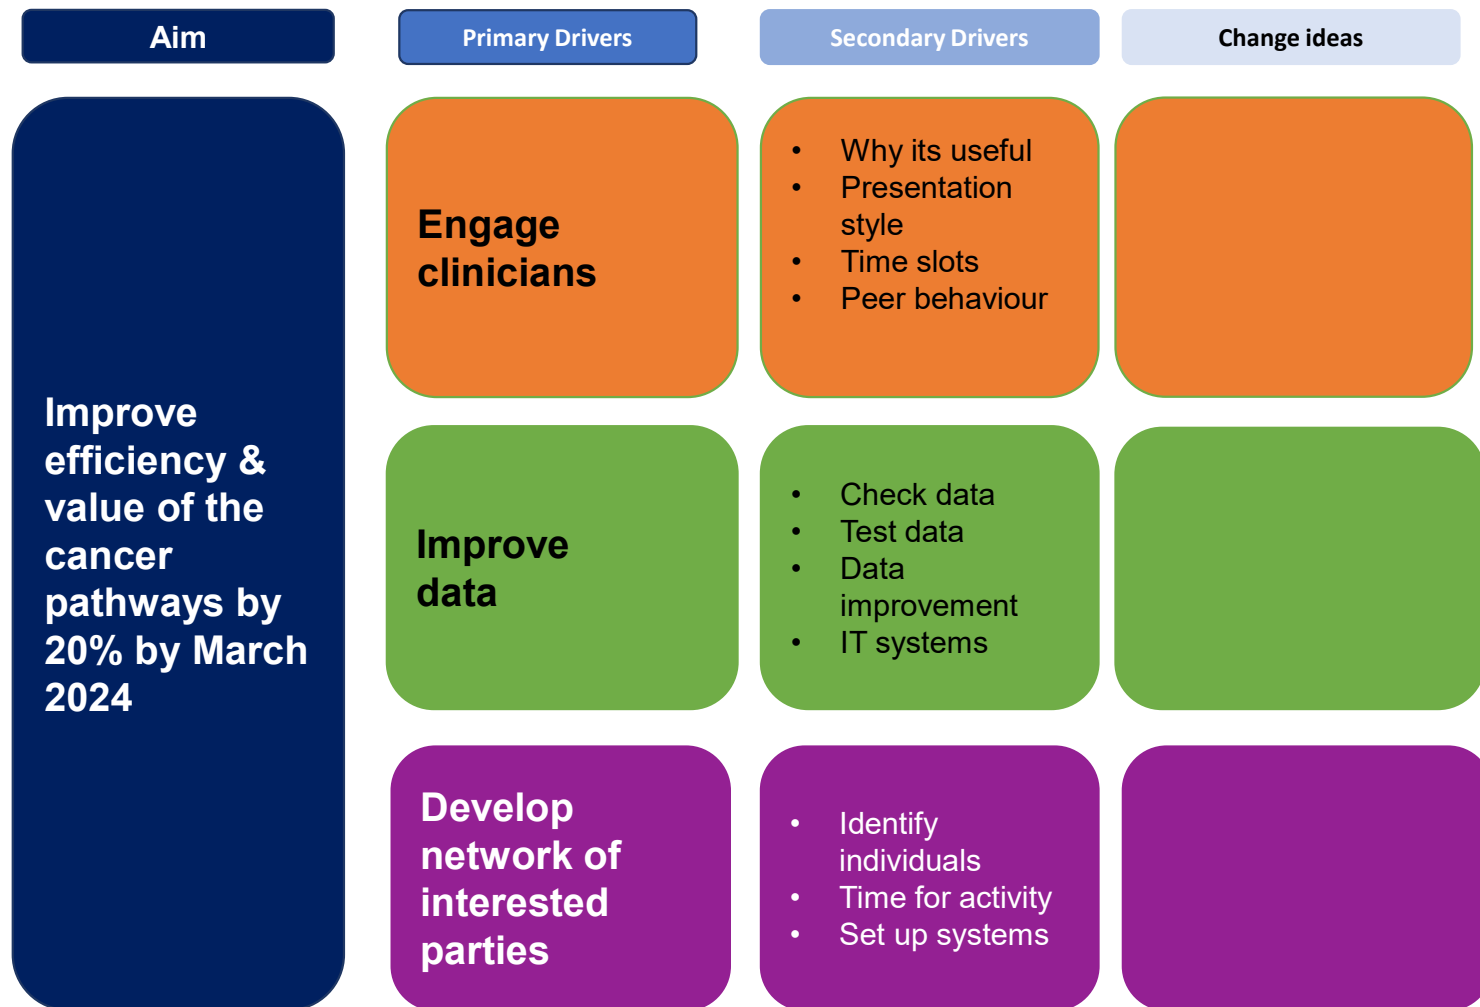 Aim
Primary Drivers
Secondary Drivers
Change ideas
Improve
efficiency &
value of the
cancer
pathways by
20% by March
2024
Engage
clinicians
• Why its useful
• Presentation
style
• Time slots
• Peer behaviour
Improve
data
• Check data
• Test data
• Data
improvement
• IT systems
Develop
network of
interested
parties
• Identify
individuals
• Time for activity
• Set up systems